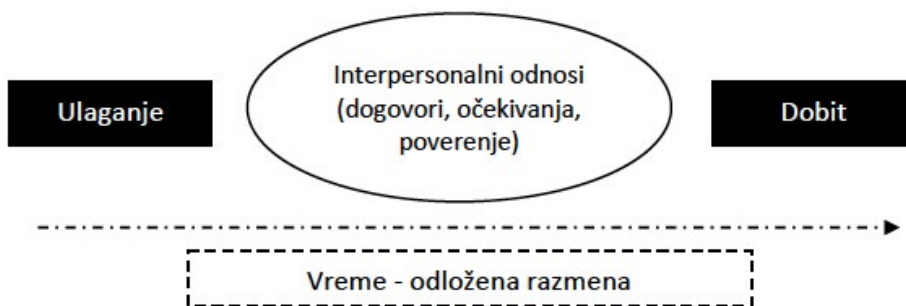 Ulaganje
Interpersonalni odnosi
(dogovori, očekivanja,
poverenje)
Dobit
Vreme - odložena razmena